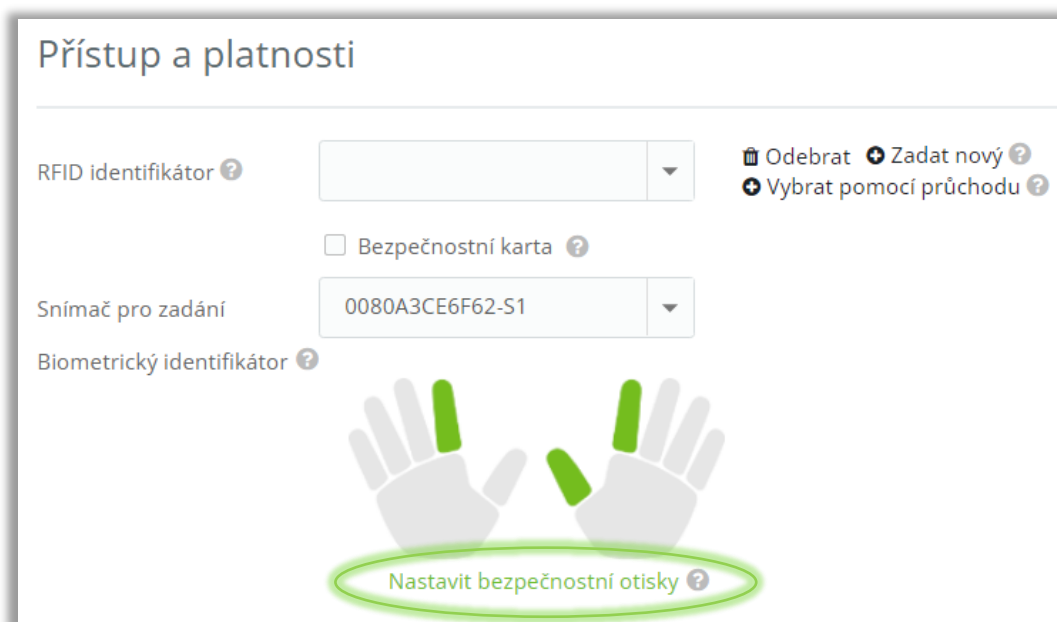 Přístup a platnosti
RFID identifikátor ?
Odebrat Zadat nový ?
Vybrat pomocí průchodu ?
Bezpečnostní karta ?
Snímač pro zadání
0080A3CE6F62-S1
Biometrický identifikátor ?
Nastavit bezpečnostní otisky ?